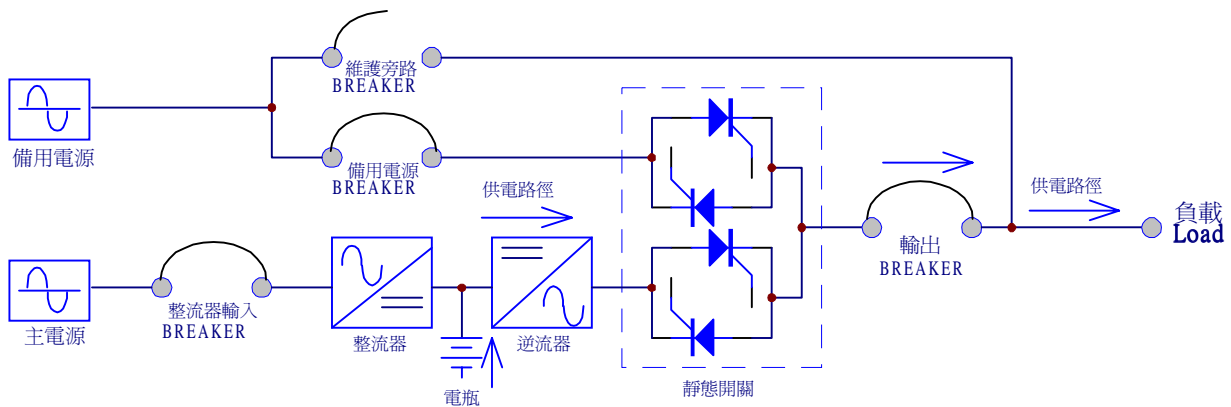 維護旁路
BREAKER
備用電源
備用電源
BREAKER
供電路徑
供電路徑
負載
Load
輸出
BREAKER
整流器輸入
BREAKER
主電源
整流器
逆流器
電瓶
靜態開關